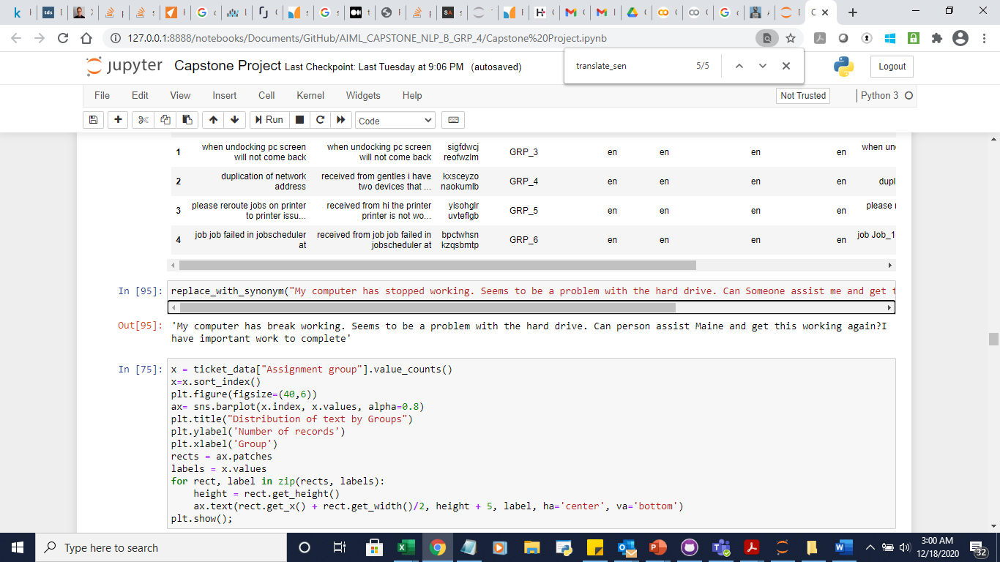 127.0.0.1:8888/notebooks/Documents/GitHub/AIML_CAPSTONE_NLP_B_GRP_4/Capstone%20Project.ipynb
translate_sen 5/5
jupyter Capstone Project Last Checkpoint: Last Tuesday at 9:06 PM (autosaved)
Logout
File Edit View Insert Cell Kernel Widgets Help
Not Trusted
Python 3
Run
Code
1 when undocking pc screen will not come back when undocking pc screen will not come back sigfdwcj reofwzlm GRP_3 en en en en when un
2 duplication of network address received from gentles i have two devices that ... kxsceyzo naokumlb GRP_4 en en en en dupl
3 please reroute jobs on printer to printer issu... received from hi the printer printer is not wo... yisohglr uvteflgb GRP_5 en en en en please r
4 job job failed in jobscheduler at received from job job failed in jobscheduler at bpctwhsn kzqsbmtp GRP_6 en en en en job Job_1
In [95]: replace_with_synonym("My computer has stopped working. Seems to be a problem with the hard drive. Can Someone assist me and get t
Out[95]: 'My computer has break working. Seems to be a problem with the hard drive. Can person assist Maine and get this working again?I
have important work to complete'
In [75]: x = ticket_data["Assignment group"].value_counts()
x=x.sort_index()
plt.figure(figsize=(40,6))
ax= sns.barplot(x.index, x.values, alpha=0.8)
plt.title("Distribution of text by Groups")
plt.ylabel('Number of records')
plt.xlabel('Group')
rects = ax.patches
labels = x.values
for rect, label in zip(rects, labels):
    height = rect.get_height()
    ax.text(rect.get_x() + rect.get_width()/2, height + 5, label, ha='center', va='bottom')
plt.show();
Type here to search
3:00 AM
12/18/2020
32